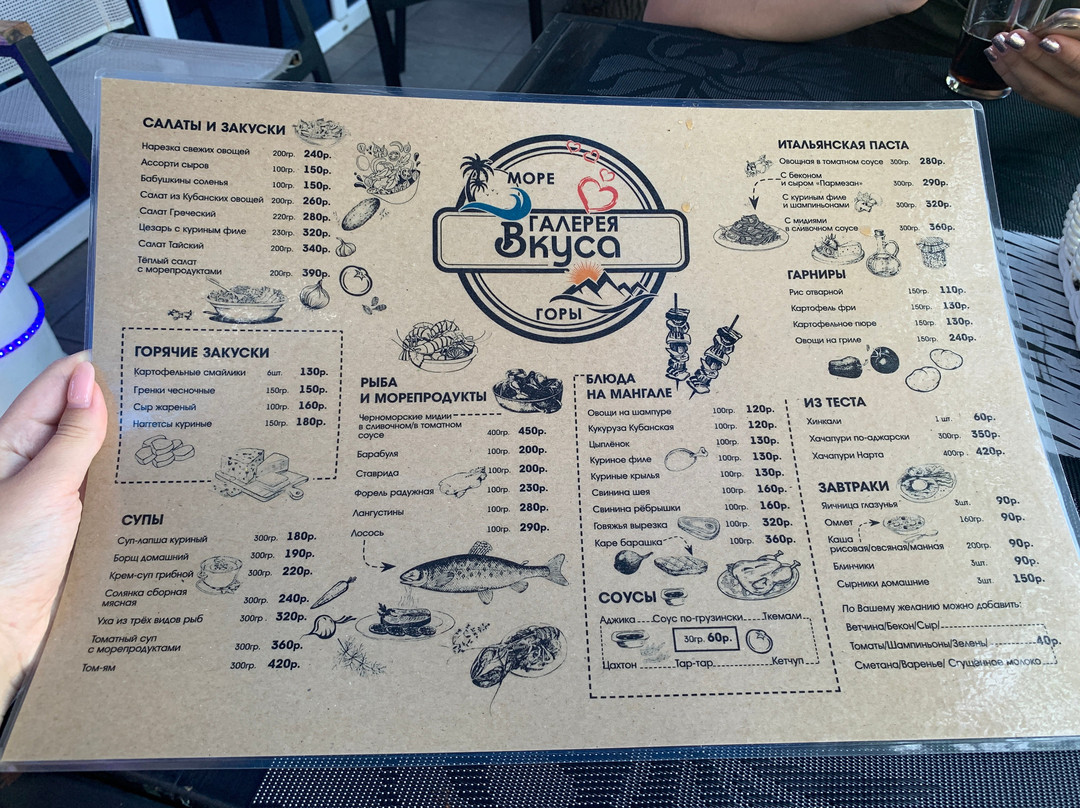 САЛАТЫ И ЗАКУСКИ
Нарезка свежих овощей 200гр. 240р.
Ассорти сыров 100гр. 150р.
Бабушкины соленья 100гр. 150р.
Салат из Кубанских овощей 200гр. 260р.
Салат Греческий 220гр. 280р.
Цезарь с куриным филе 230гр. 320р.
Салат Тайский 200гр. 340р.
Тёплый салат
с морепродуктами 200гр. 390р.
ГОРЯЧИЕ ЗАКУСКИ
Картофельные смайлики 6шт. 130р.
Гренки чесночные 150гр. 150р.
Сыр жареный 100гр. 160р.
Наггетсы куриные 150гр. 180р.
СУПЫ
Суп-лапша куриный 300гр. 180р.
Борщ домашний 300гр. 190р.
Крем-суп грибной 300гр. 220р.
Солянка сборная
мясная 300гр. 240р.
Уха из трёх видов рыб 300гр. 320р.
Томатный суп
с морепродуктами 300гр. 360р.
Том-ям 300гр. 420р.
МОРЕ
ГАЛЕРЕЯ
Вкуса
ГОРЫ
РЫБА
И МОРЕПРОДУКТЫ
Черноморские мидии
в сливочном/в томатном
соусе 400гр. 450р.
Барабуля 100гр. 200р.
Ставрида 100гр. 200р.
Форель радужная 100гр. 230р.
Лангустины 100гр. 280р.
Лосось 100гр. 290р.
БЛЮДА
НА МАНГАЛЕ
Овощи на шампуре 100гр. 120р.
Кукуруза Кубанская 100гр. 120р.
Цыплёнок 100гр. 130р.
Куриное филе 100гр. 130р.
Куриные крылья 100гр. 130р.
Свинина шея 100гр. 160р.
Свинина рёбрышки 100гр. 160р.
Говяжья вырезка 100гр. 320р.
Каре барашка 100гр. 360р.
СОУСЫ
Аджика Соус по-грузински Ткемали
30гр. 60р.
Цахтон Тар-тар Кетчуп
ИТАЛЬЯНСКАЯ ПАСТА
Овощная в томатном соусе 300гр. 280р.
С беконом
и сыром «Пармезан» 300гр. 290р.
С куриным филе
и шампиньонами 300гр. 320р.
С мидиями
в сливочном соусе 300гр. 360р.
ГАРНИРЫ
Рис отварной 150гр. 110р.
Картофель фри 150гр. 130р.
Картофельное пюре 150гр. 130р.
Овощи на гриле 150гр. 240р.
ИЗ ТЕСТА
Хинкали 1 шт. 60р.
Хачапури по-аджарски 300гр. 350р.
Хачапури Нарта 400гр. 420р.
ЗАВТРАКИ
Яичница глазунья 3шт. 90р.
Омлет 160гр. 90р.
Каша
рисовая/овсяная/манная 200гр. 90р.
Блинчики 3шт. 90р.
Сырники домашние 3шт. 150р.
По Вашему желанию можно добавить:
Ветчина/Бекон/Сыр/
Томаты/Шампиньоны/Зелень/ 40р.
Сметана/Варенье/ Сгущённое молоко